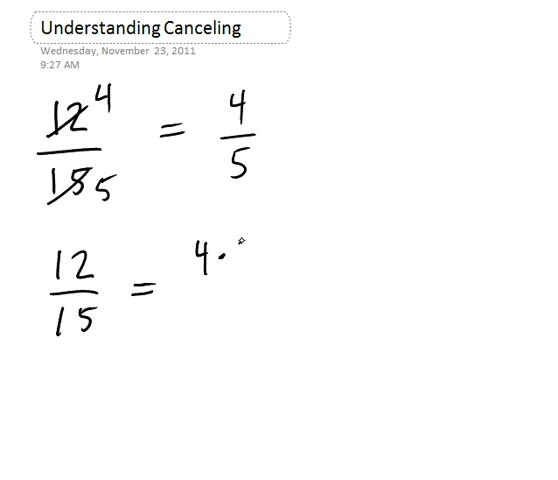 Understanding Canceling
Wednesday, November 23, 2011
9:27 AM
12 4 = 4
15 5 5
12 = 4 ·
15